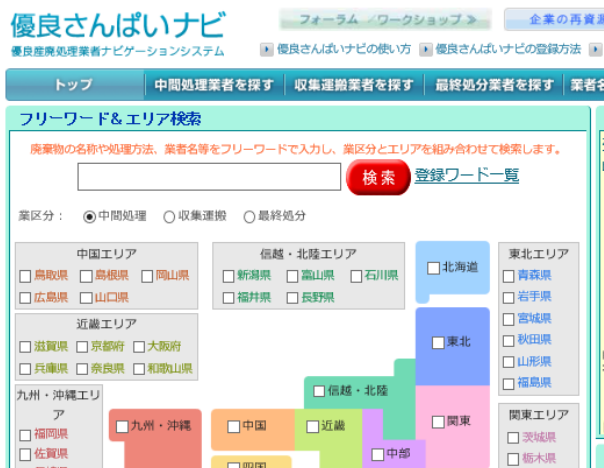 優良さんぱいナビ
優良産廃処理業者ナビゲーションシステム
フォーラム／ワークショップ
企業の再資源
優良さんぱいナビの使い方
優良さんぱいナビの登録方法
トップ
中間処理業者を探す
収集運搬業者を探す
最終処分業者を探す
業者名
フリーワード&エリア検索
廃棄物の名称や処理方法、業者名等をフリーワードで入力し、業区分とエリアを組み合わせて検索します。
検索
登録ワード一覧
業区分： 中間処理 収集運搬 最終処分
中国エリア
鳥取県 島根県 岡山県
広島県 山口県
信越・北陸エリア
新潟県 富山県 石川県
福井県 長野県
北海道
東北エリア
青森県
岩手県
宮城県
秋田県
山形県
福島県
近畿エリア
滋賀県 京都府 大阪府
兵庫県 奈良県 和歌山県
東北
信越・北陸
九州・沖縄エリ
ア
福岡県
佐賀県
九州・沖縄
中国
近畿
関東
中部
四国
関東エリア
茨城県
栃木県